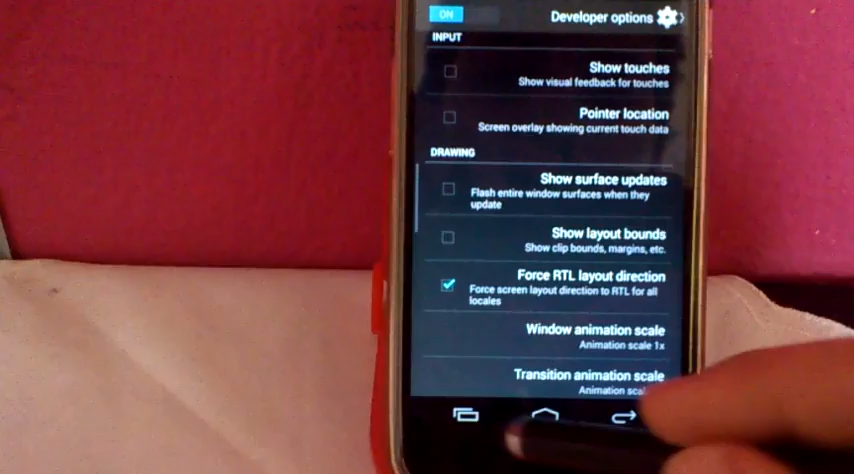 ON
Developer options
INPUT
Show touches
Show visual feedback for touches
Pointer location
Screen overlay showing current touch data
DRAWING
Show surface updates
Flash entire window surfaces when they
update
Show layout bounds
Show clip bounds, margins, etc.
Force RTL layout direction
Force screen layout direction to RTL for all
locales
Window animation scale
Animation scale 1x
Transition animation scale
Animation